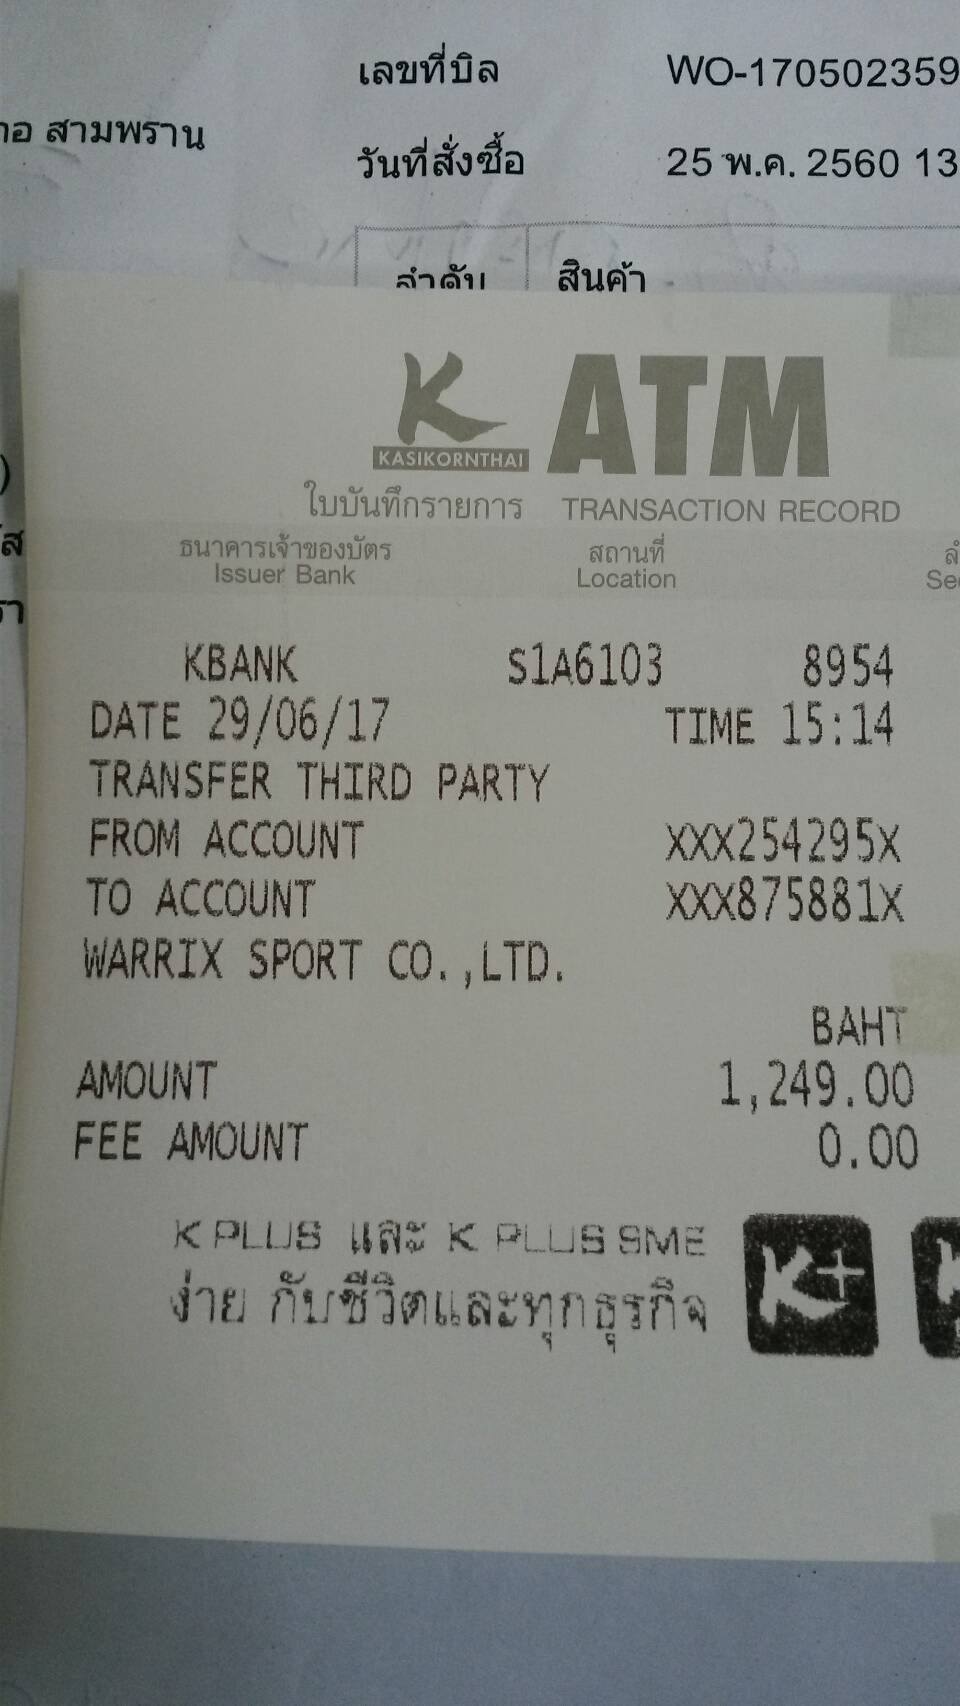 เลขที่บิล WO-170502359
สามพราน
วันที่สั่งซื้อ 25 พ.ค. 2560 13
ลำดับ สินค้า
K ATM
KASIKORNTHAI
ใบบันทึกรายการ TRANSACTION RECORD
ธนาคารเจ้าของบัตร สถานที่
Issuer Bank Location
KBANK S1A6103 8954
DATE 29/06/17 TIME 15:14
TRANSFER THIRD PARTY
FROM ACCOUNT XXX254295X
TO ACCOUNT XXX875881X
WARRIX SPORT CO.,LTD.
BAHT
AMOUNT 1,249.00
FEE AMOUNT 0.00
K PLUS และ K PLUS SME
ง่าย กับชีวิตและทุกธุรกิจ
K+